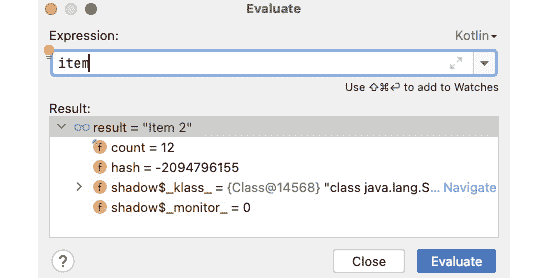 Evaluate
Expression: Kotlin
item
Use ⇧⌘⏎ to add to Watches
Result:
result = "Item 2"
f count = 12
f hash = -2094796155
f shadow$_klass_ = {Class@14568} "class java.lang.S... Navigate
f shadow$_monitor_ = 0
? Close Evaluate